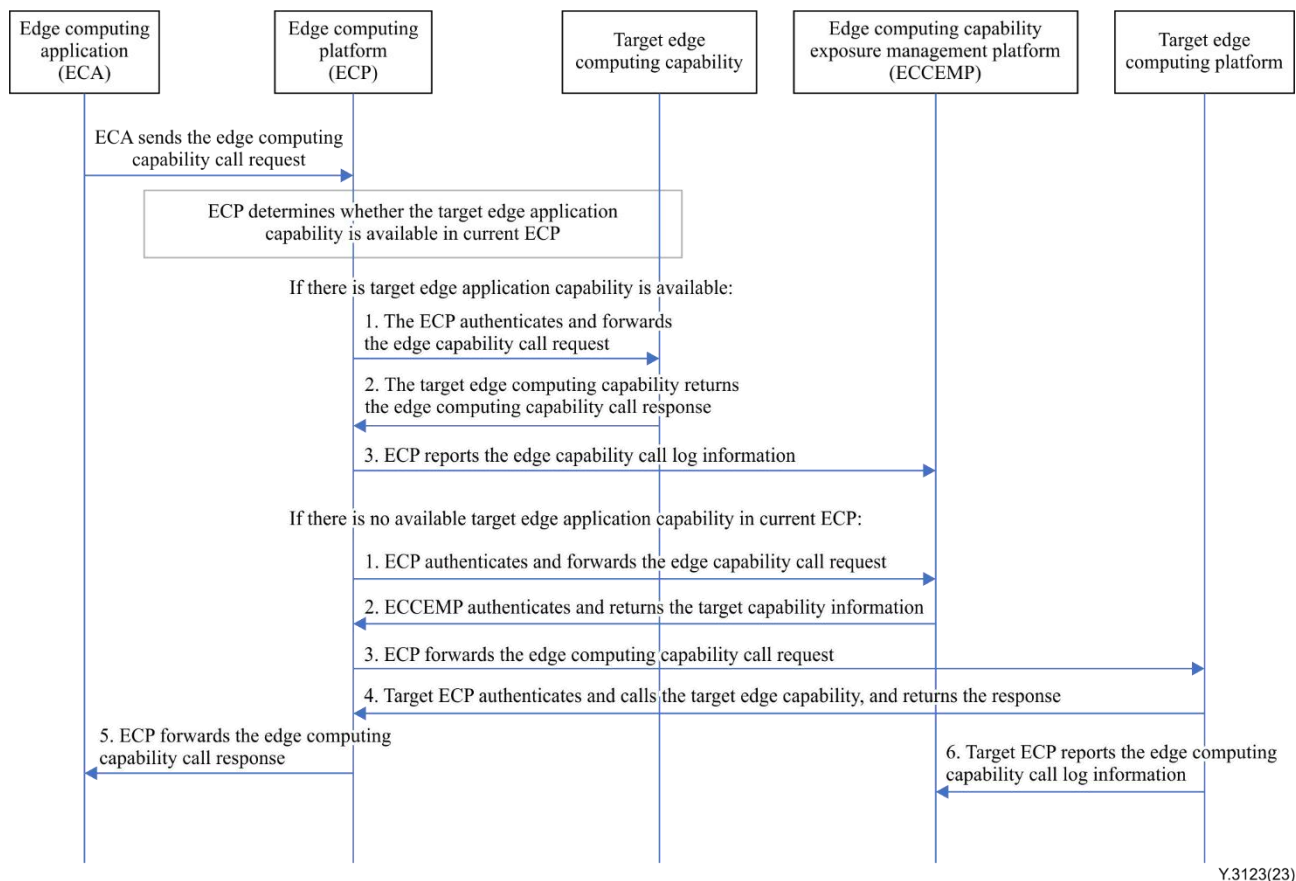 Edge computing
application
(ECA)
Edge computing
platform
(ECP)
Target edge
computing capability
Edge computing capability
exposure management platform
(ECCEMP)
Target edge
computing platform
ECA sends the edge computing
capability call request
ECP determines whether the target edge application
capability is available in current ECP
If there is target edge application capability is available:
1. The ECP authenticates and forwards
the edge capability call request
2. The target edge computing capability returns
the edge computing capability call response
3. ECP reports the edge capability call log information
If there is no available target edge application capability in current ECP:
1. ECP authenticates and forwards the edge capability call request
2. ECCEMP authenticates and returns the target capability information
3. ECP forwards the edge computing capability call request
4. Target ECP authenticates and calls the target edge capability, and returns the response
5. ECP forwards the edge computing
capability call response
6. Target ECP reports the edge computing
capability call log information
Y.3123(23)